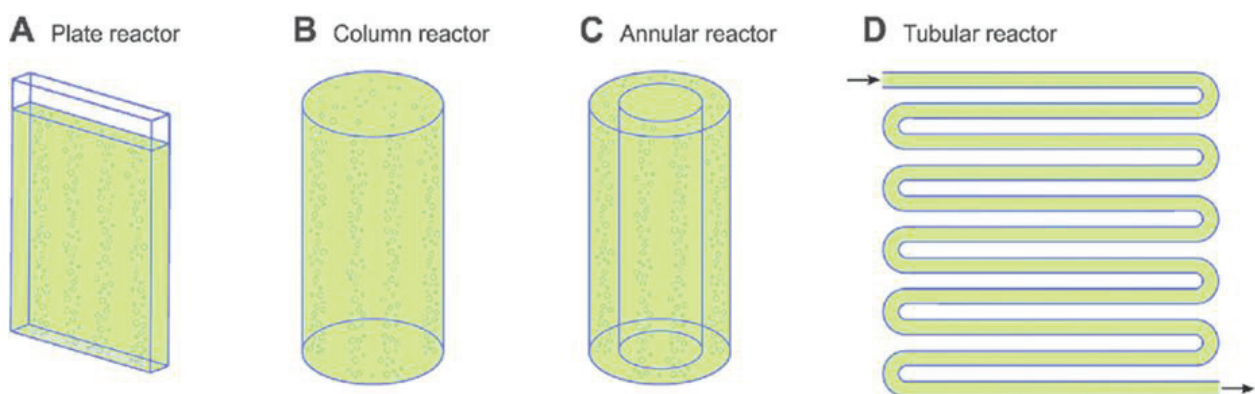 A Plate reactor
B Column reactor
C Annular reactor
D Tubular reactor